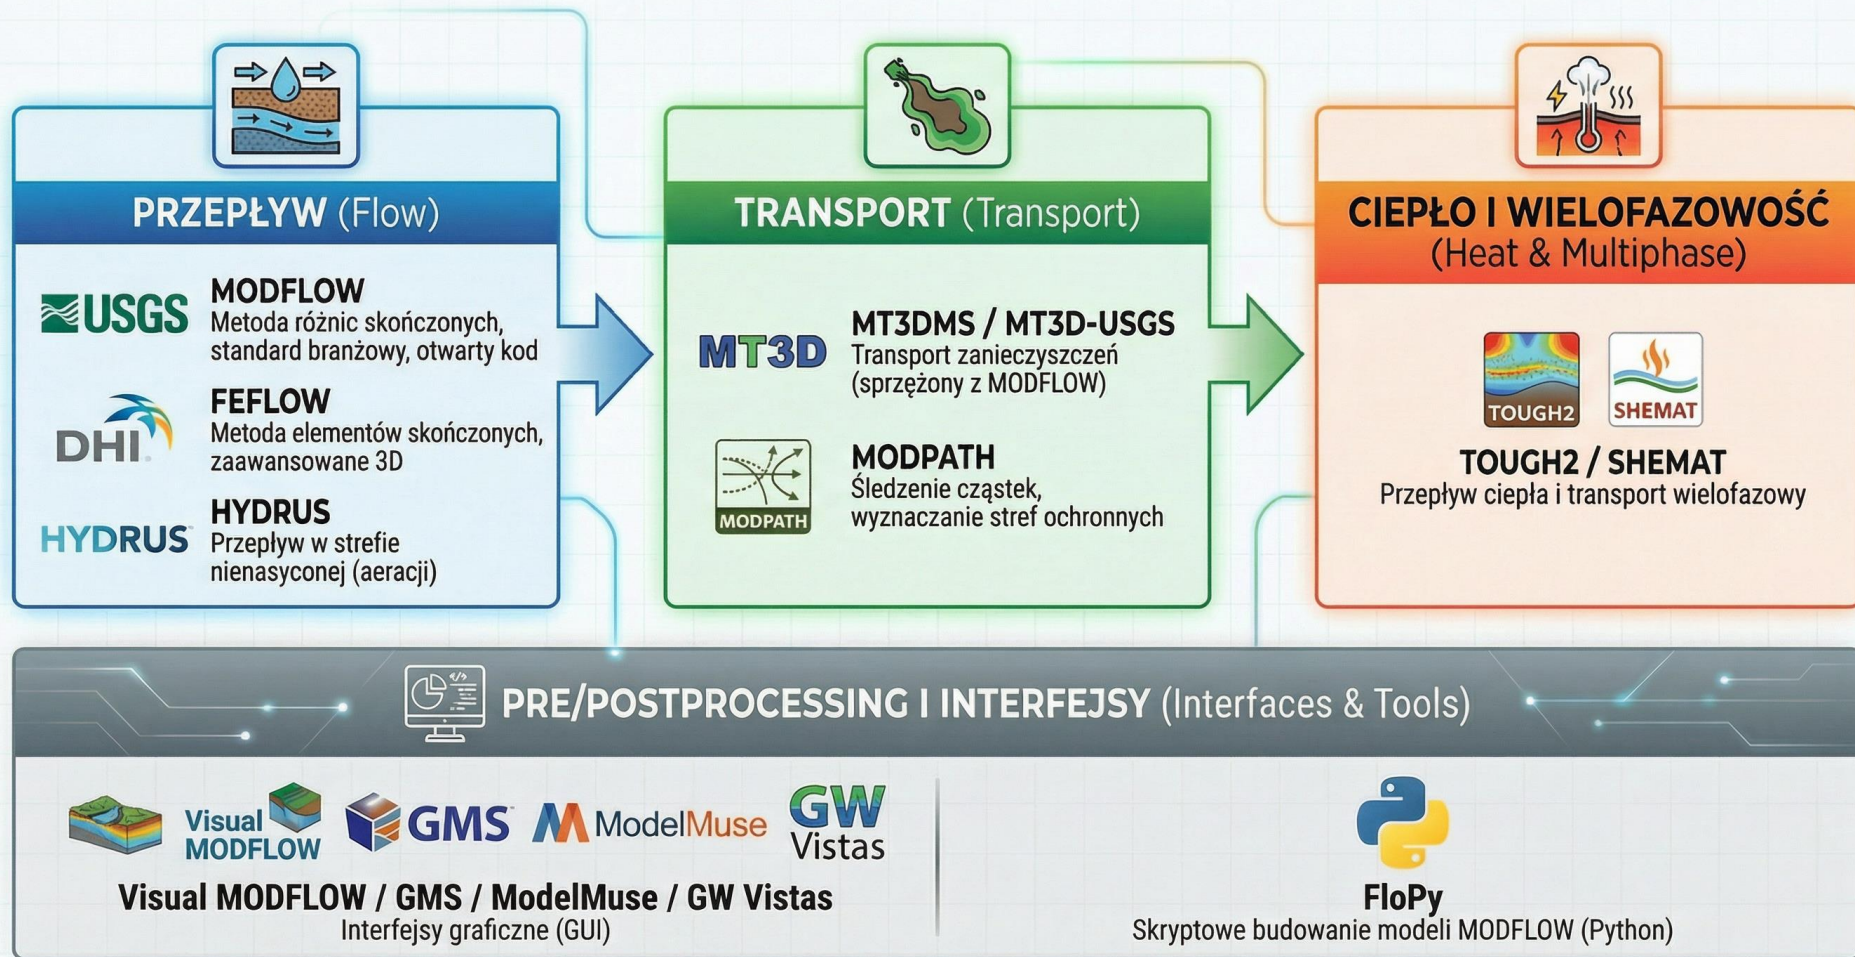 PRZEPŁYW (Flow)
USGS
MODFLOW
Metoda różnic skończonych,
standard branżowy, otwarty kod
DHI
FEFLOW
Metoda elementów skończonych,
zaawansowane 3D
HYDRUS
HYDRUS
Przepływ w strefie
nienasyconej (aeracji)
TRANSPORT (Transport)
MT3D
MT3DMS / MT3D-USGS
Transport zanieczyszczeń
(sprzężony z MODFLOW)
MODPATH
MODPATH
Śledzenie cząstek,
wyznaczanie stref ochronnych
CIEPŁO I WIELOFAZOWOŚĆ
(Heat & Multiphase)
TOUGH2
SHEMAT
TOUGH2 / SHEMAT
Przepływ ciepła i transport wielofazowy
</>
PRE/POSTPROCESSING I INTERFEJSY (Interfaces & Tools)
Visual
MODFLOW
GMS
ModelMuse
GW
Vistas
Visual MODFLOW / GMS / ModelMuse / GW Vistas
Interfejsy graficzne (GUI)
FloPy
Skryptowe budowanie modeli MODFLOW (Python)